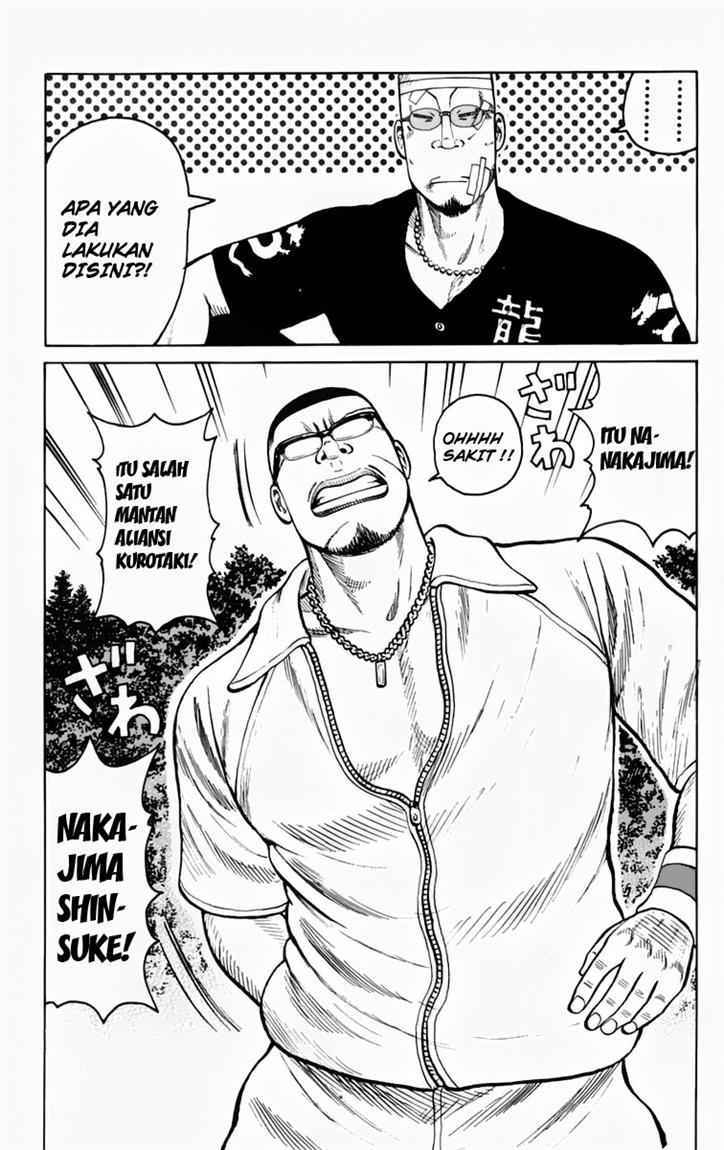 APA YANG
DIA
LAKUKAN
DISINI?!
龍
ITU NA-
NAKAJIMA!
ざわ
OHHHH
SAKIT !!
ITU SALAH
SATU
MANTAN
ALIANSI
KUROTAKI!
ざわ
NAKA-
JIMA
SHIN-
SUKE!